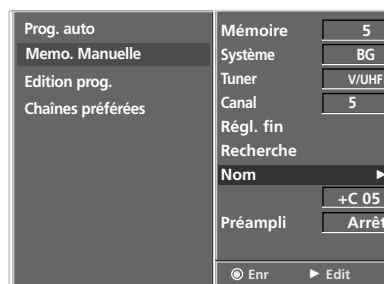 Prog. auto
Memo. Manuelle
Edition prog.
Chaînes préférées
Mémoire 5
Système BG
Tuner V/UHF
Canal 5
Régl. fin
Recherche
Nom ►
+C 05
Préampli Arrêt
◉ Enr ► Edit